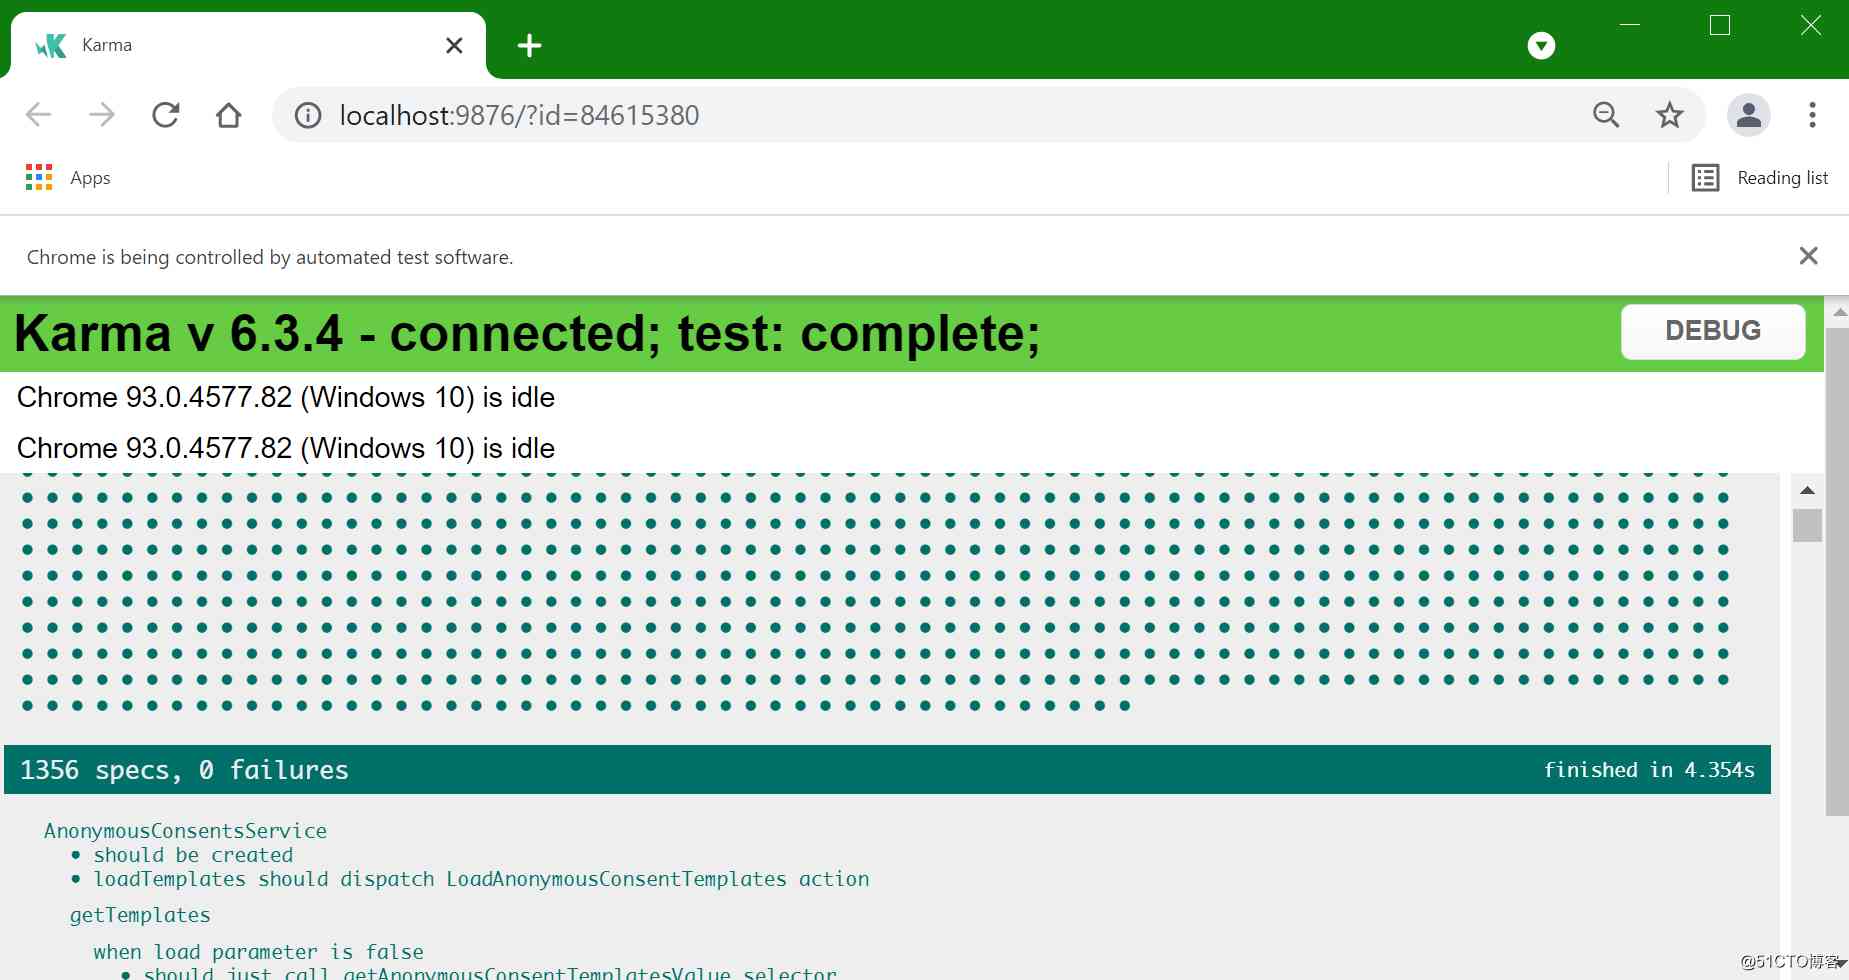 Karma
localhost:9876/?id=84615380
Apps
Reading list
Chrome is being controlled by automated test software.
Karma v 6.3.4 - connected; test: complete;
DEBUG
Chrome 93.0.4577.82 (Windows 10) is idle
Chrome 93.0.4577.82 (Windows 10) is idle
1356 specs, 0 failures
finished in 4.354s
AnonymousConsentsService
• should be created
• loadTemplates should dispatch LoadAnonymousConsentTemplates action
getTemplates
when load parameter is false
• should just call getAnonymousConsentTemplatesValue selector
@51CTO博客